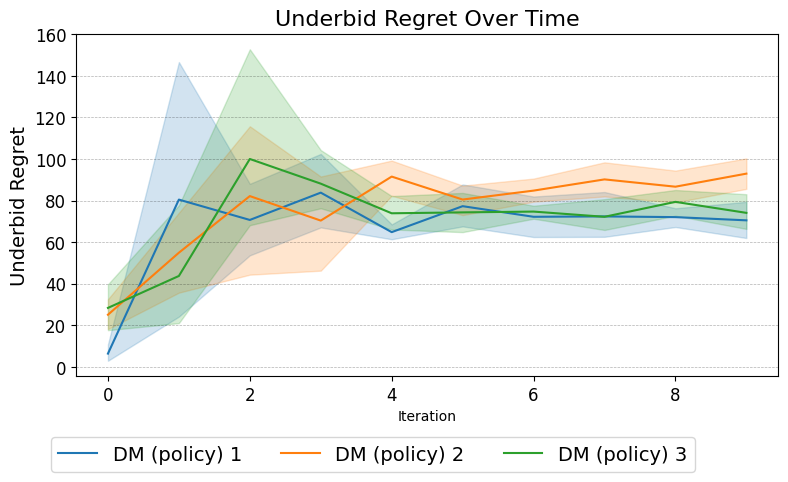 Underbid Regret Over Time
Underbid Regret
160
140
120
100
80
60
40
20
0
0 2 4 6 8
Iteration
DM (policy) 1 DM (policy) 2 DM (policy) 3